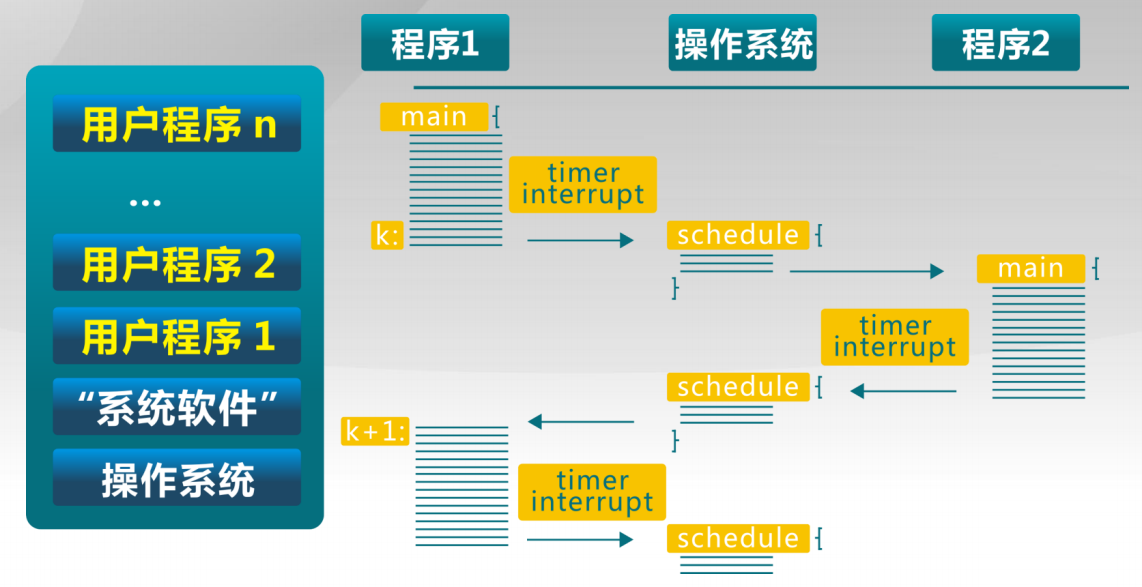 用户程序 n
...
用户程序 2
用户程序 1
“系统软件”
操作系统
程序1
操作系统
程序2
main {
timer
interrupt
k:
schedule {
}
main {
timer
interrupt
schedule {
}
k+1:
timer
interrupt
schedule {